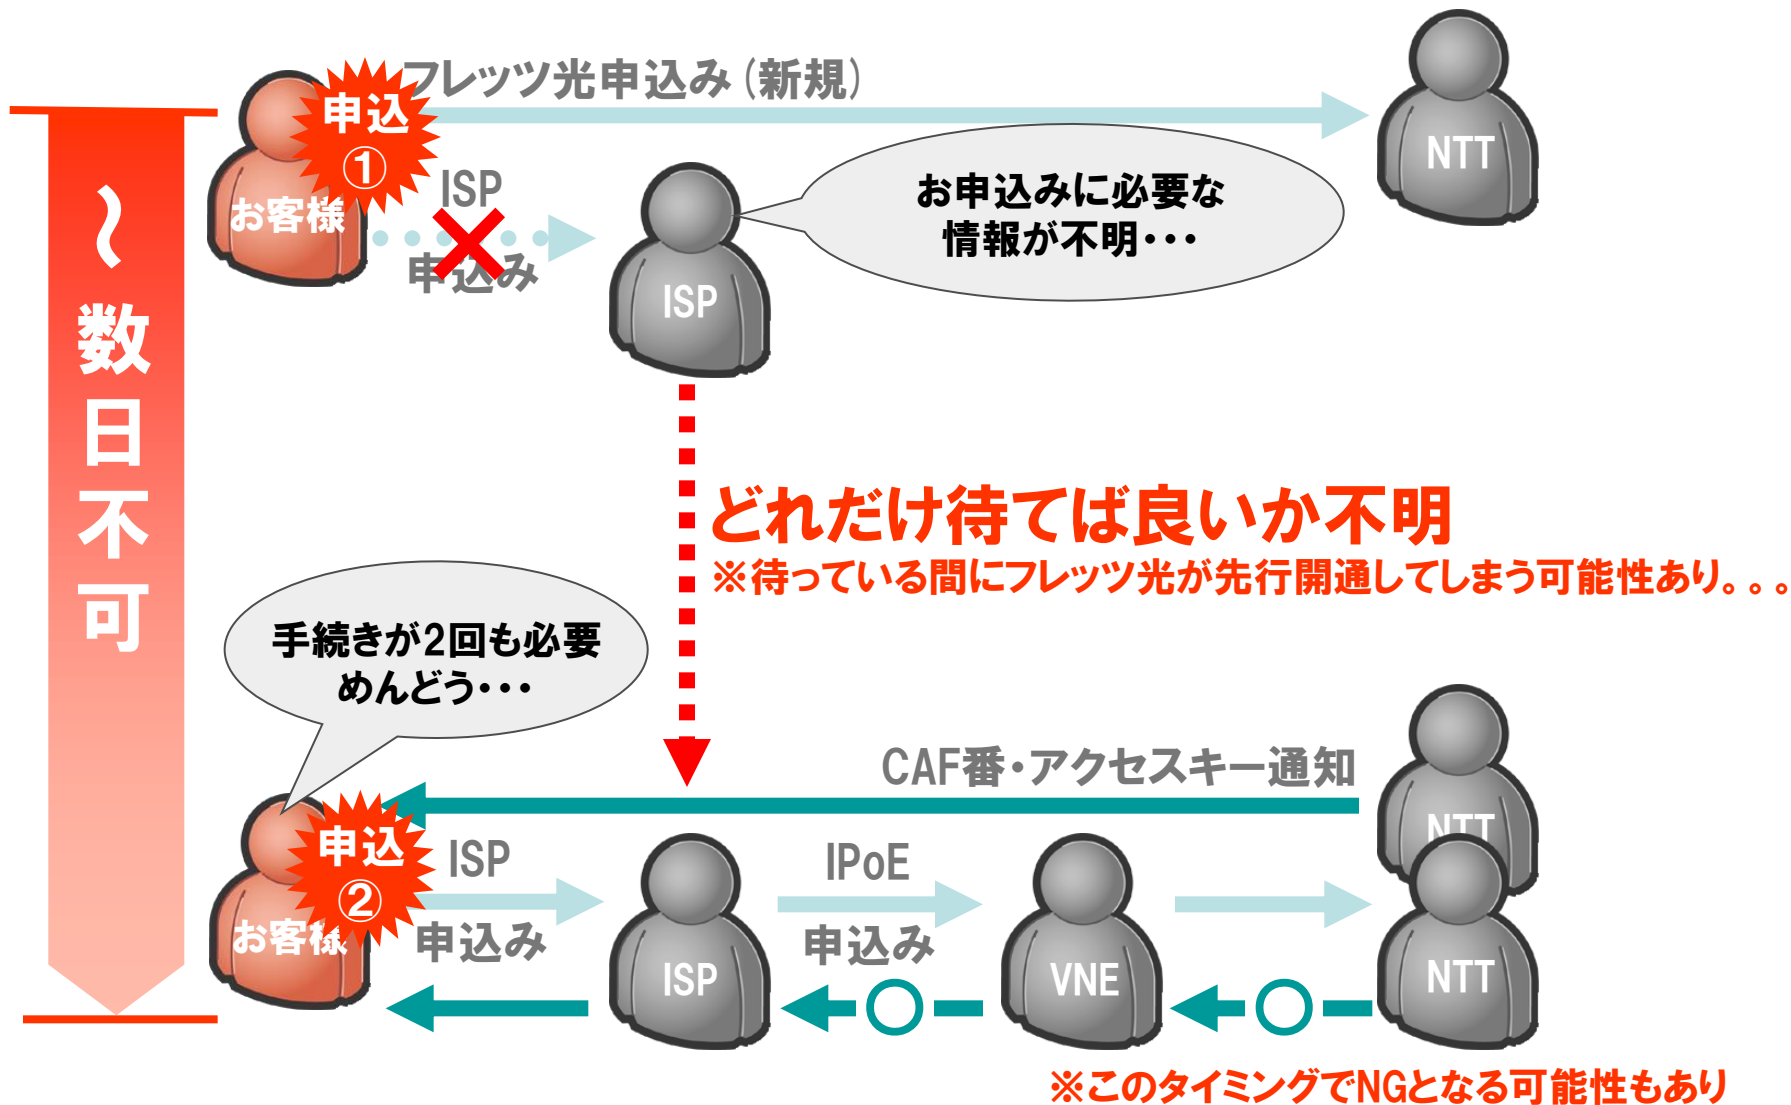 フレッツ光申込み(新規)
申込
①
お客様
NTT
ISP
申込み
ISP
お申込みに必要な
情報が不明・・・
～数日不可
どれだけ待てば良いか不明
※待っている間にフレッツ光が先行開通してしまう可能性あり。。。
手続きが2回も必要
めんどう・・・
CAF番・アクセスキー通知
NTT
申込
②
お客様
ISP
申込み
ISP
IPoE
申込み
VNE
NTT
※このタイミングでNGとなる可能性もあり